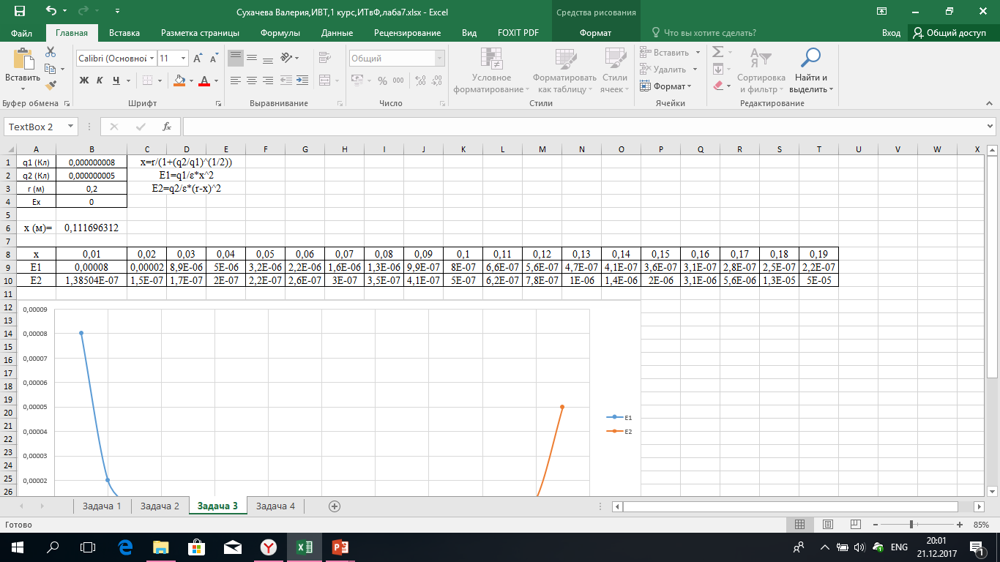 Сухачева Валерия,ИВТ,1 курс,ИТвФ,лаба7.xlsx - Excel
Средства рисования
Файл Главная Вставка Разметка страницы Формулы Данные Рецензирование Вид FOXIT PDF Формат Что вы хотите сделать? Вход Общий доступ
Вставить
Calibri (Основної 11
Ж К Ч
Общий
% 000
Условное форматирование
Форматировать как таблицу
Стили ячеек
Вставить
Удалить
Формат
Сортировка и фильтр
Найти и выделить
Буфер обмена Шрифт Выравнивание Число Стили Ячейки Редактирование
TextBox 2 fx
A B C D E F G H I J K L M N O P Q R S T U V W X
1 q1 (Кл) 0,000000008 x=r/(1+(q2/q1)^(1/2))
2 q2 (Кл) 0,000000005 E1=q1/ε*x^2
3 r (м) 0,2 E2=q2/ε*(r-x)^2
4 Ex 0
5
6 x (м)= 0,111696312
7
8 x 0,01 0,02 0,03 0,04 0,05 0,06 0,07 0,08 0,09 0,1 0,11 0,12 0,13 0,14 0,15 0,16 0,17 0,18 0,19
9 E1 0,00008 0,00002 8,9E-06 5E-06 3,2E-06 2,2E-06 1,6E-06 1,3E-06 9,9E-07 8E-07 6,6E-07 5,6E-07 4,7E-07 4,1E-07 3,6E-07 3,1E-07 2,8E-07 2,5E-07 2,2E-07
10 E2 1,38504E-07 1,5E-07 1,7E-07 2E-07 2,2E-07 2,6E-07 3E-07 3,5E-07 4,1E-07 5E-07 6,2E-07 7,8E-07 1E-06 1,4E-06 2E-06 3,1E-06 5,6E-06 1,3E-05 5E-05
11
12
13
14
15
16
17
18
19
20
21
22
23
24
25
26
0,00009
0,00008
0,00007
0,00006
0,00005
0,00004
0,00003
0,00002
E1
E2
Задача 1 Задача 2 Задача 3 Задача 4
Готово 85%
ENG 20:01
21.12.2017
1